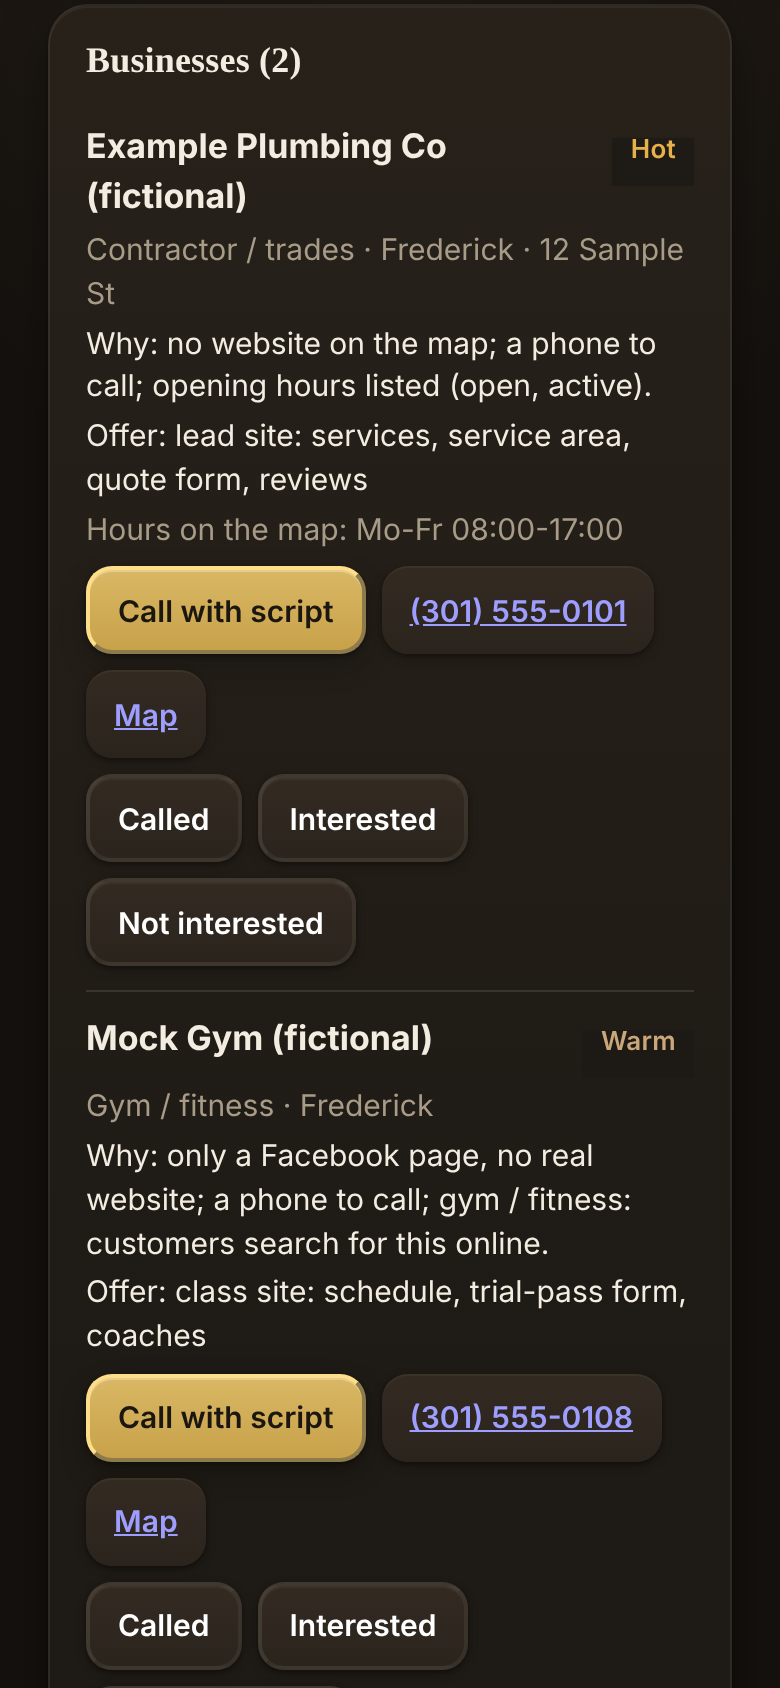 Businesses (2)
Example Plumbing Co
(fictional)
Hot
Contractor / trades · Frederick · 12 Sample
St
Why: no website on the map; a phone to
call; opening hours listed (open, active).
Offer: lead site: services, service area,
quote form, reviews
Hours on the map: Mo-Fr 08:00-17:00
Call with script
(301) 555-0101
Map
Called
Interested
Not interested
Mock Gym (fictional)
Warm
Gym / fitness · Frederick
Why: only a Facebook page, no real
website; a phone to call; gym / fitness:
customers search for this online.
Offer: class site: schedule, trial-pass form,
coaches
Call with script
(301) 555-0108
Map
Called
Interested